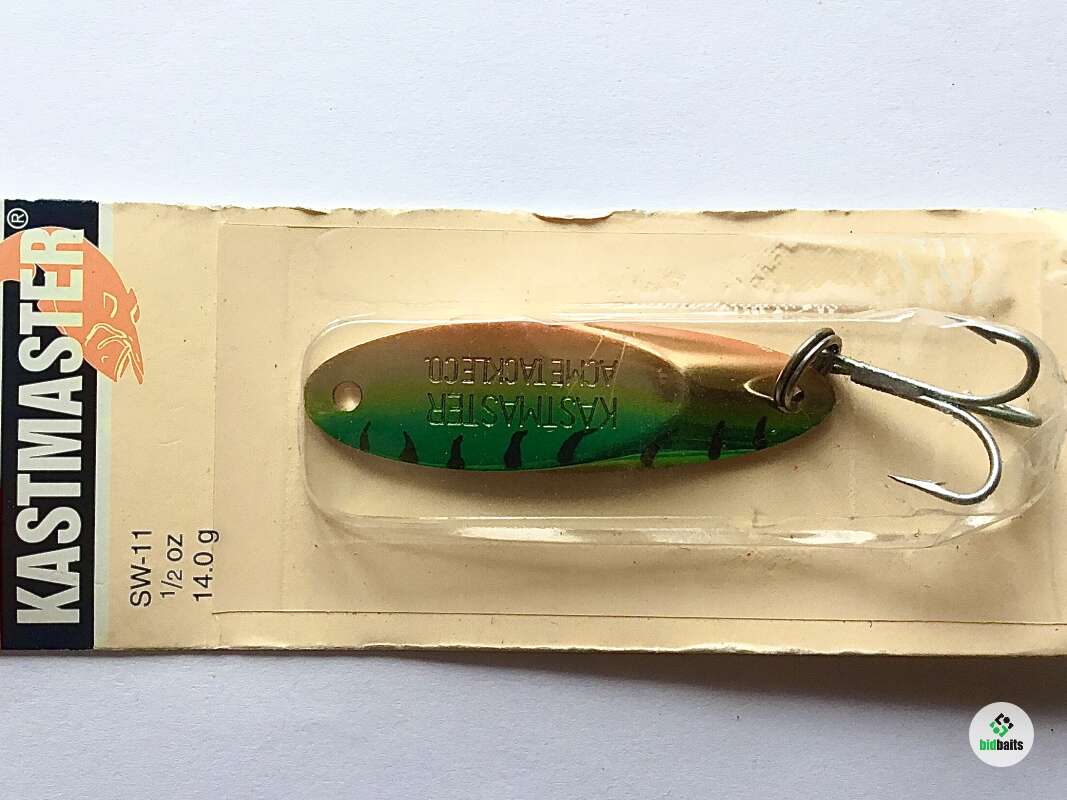 KASTMASTER®
SW-11
1/2 oz
14.0 g
KASTMASTER
ACME TACKLE CO.
bidbaits